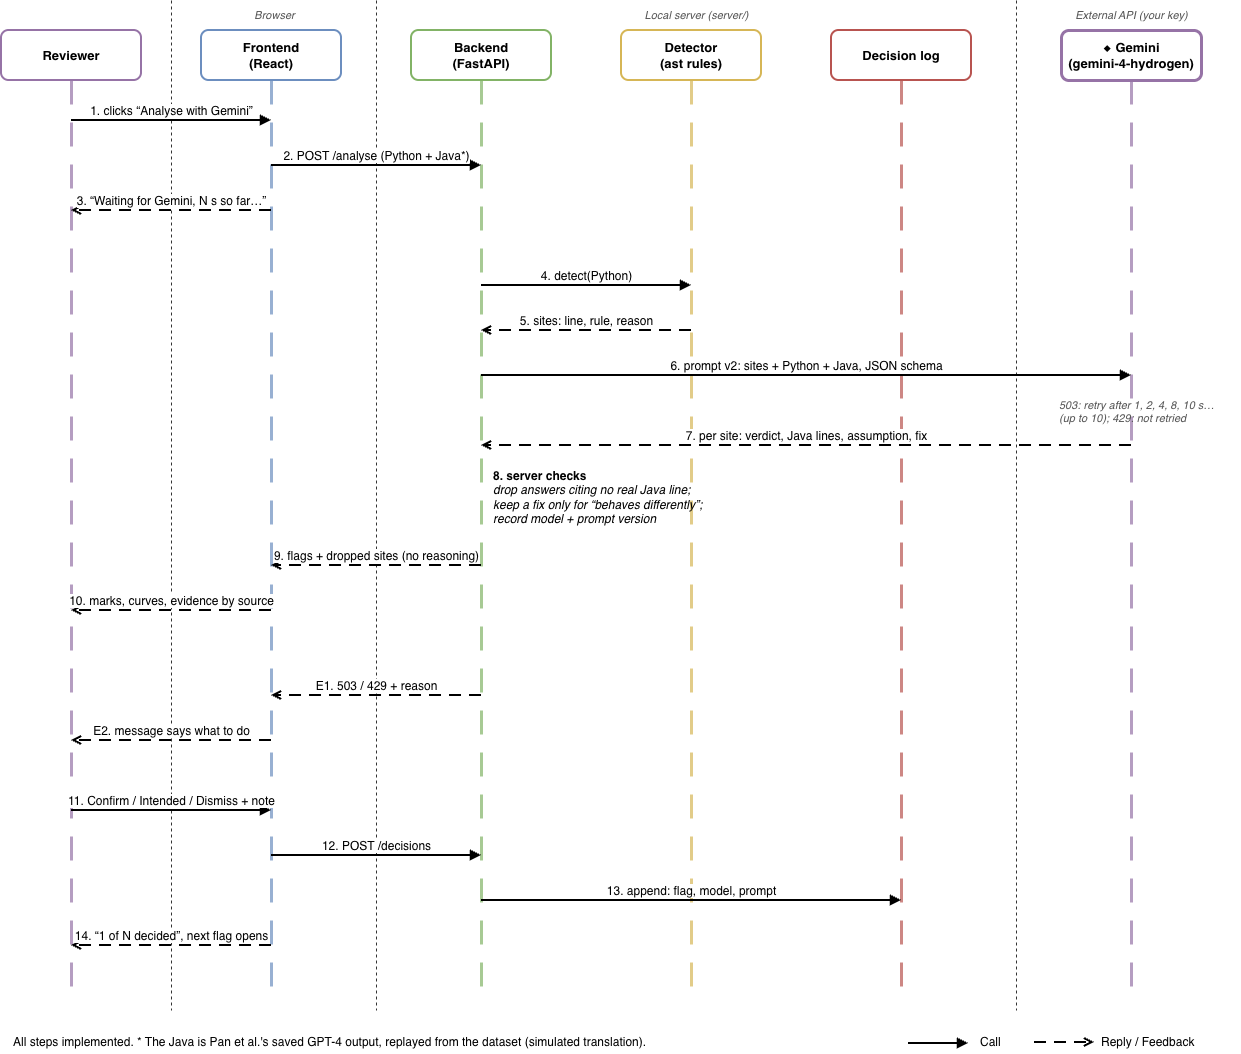 Browser
Local server (server/)
External API (your key)
Reviewer
Frontend
(React)
Backend
(FastAPI)
Detector
(ast rules)
Decision log
◆ Gemini
(gemini-4-hydrogen)
1. clicks “Analyse with Gemini”
2. POST /analyse (Python + Java*)
3. “Waiting for Gemini, N s so far…”
4. detect(Python)
5. sites: line, rule, reason
6. prompt v2: sites + Python + Java, JSON schema
503: retry after 1, 2, 4, 8, 10 s…
(up to 10); 429: not retried
7. per site: verdict, Java lines, assumption, fix
8. server checks
drop answers citing no real Java line;
keep a fix only for “behaves differently”;
record model + prompt version
9. flags + dropped sites (no reasoning)
10. marks, curves, evidence by source
E1. 503 / 429 + reason
E2. message says what to do
11. Confirm / Intended / Dismiss + note
12. POST /decisions
13. append: flag, model, prompt
14. “1 of N decided”, next flag opens
All steps implemented. * The Java is Pan et al.'s saved GPT-4 output, replayed from the dataset (simulated translation).
Call
Reply / Feedback